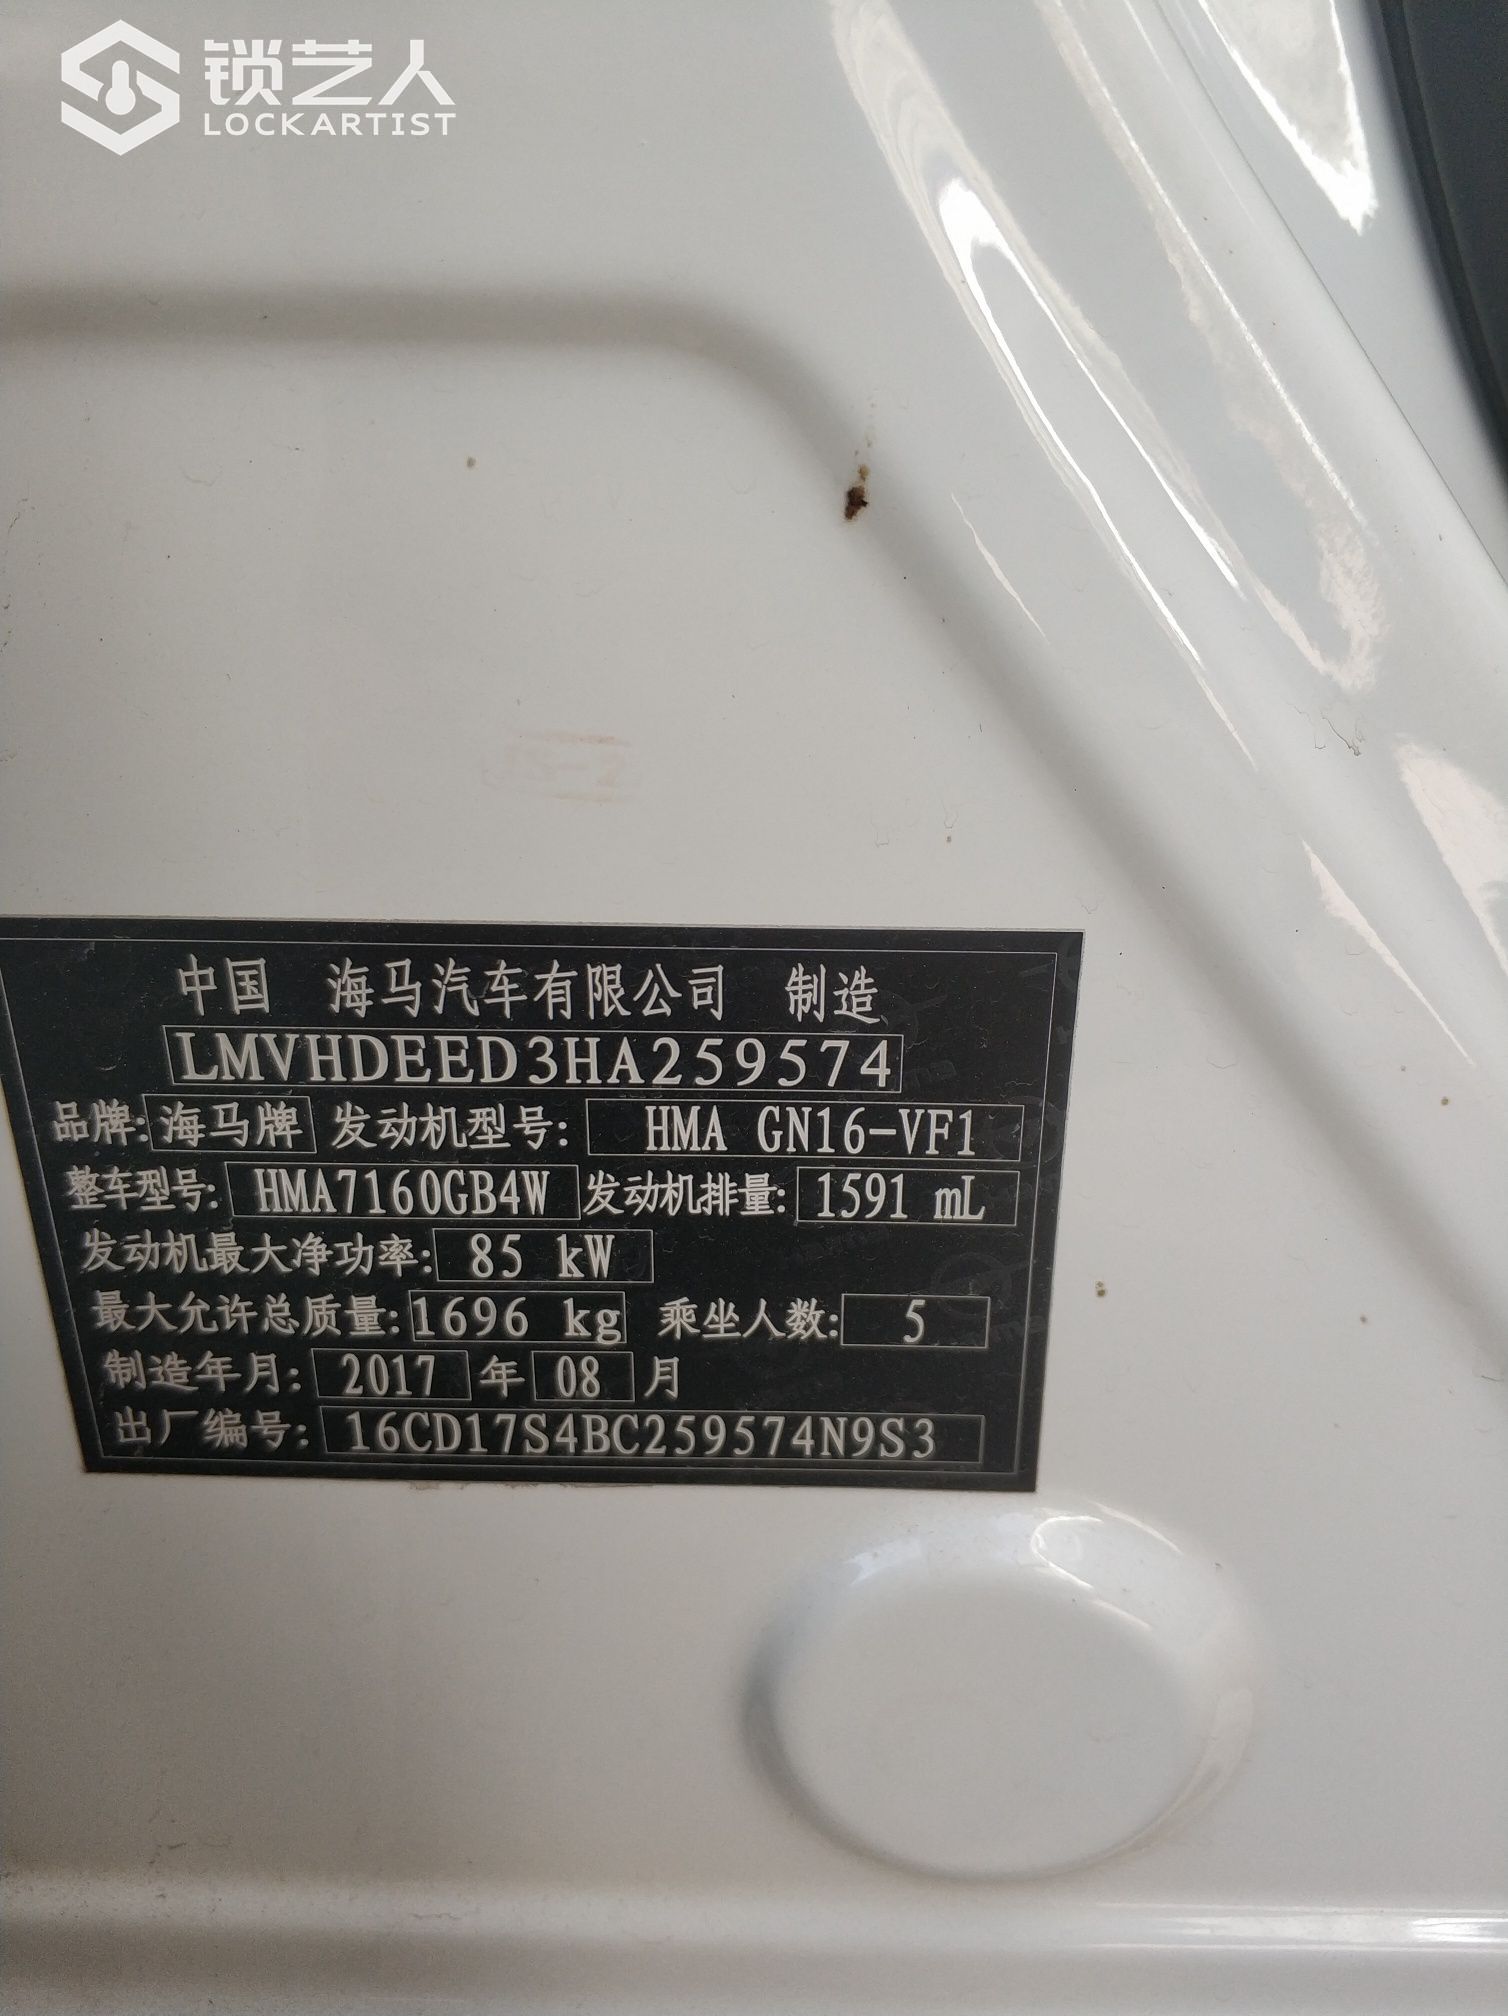 锁艺人
LOCKARTIST
中国 海马汽车有限公司 制造
LMVHDEED3HA259574
品牌: 海马牌 发动机型号: HMA GN16-VF1
整车型号: HMA7160GB4W 发动机排量: 1591 mL
发动机最大净功率: 85 kW
最大允许总质量: 1696 kg 乘坐人数: 5
制造年月: 2017 年 08 月
出厂编号: 16CD17S4BC259574N9S3